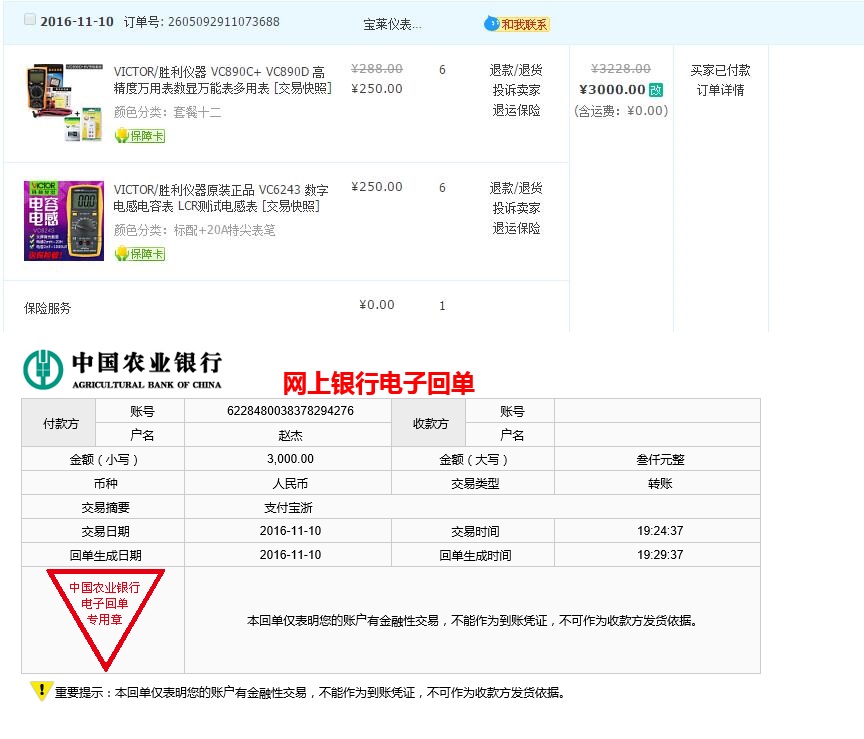 2016-11-10 订单号: 2605092911073688 宝莱仪表... 和我联系
VICTOR/胜利仪器 VC890C+ VC890D 高 ¥288.00 6 退款/退货 ¥3228.00 买家已付款
精度万用表数显万能表多用表 [交易快照] ¥250.00 投诉卖家 ¥3000.00 改 订单详情
颜色分类：套餐十二 退运保险 (含运费：¥0.00)
保障卡
VICTOR/胜利仪器原装正品 VC6243 数字 ¥250.00 6 退款/退货
电感电容表 LCR测试电感表 [交易快照] 投诉卖家
颜色分类：标配+20A特尖表笔 退运保险
保障卡
VICTOR
电容
电感
VC6243
保险服务 ¥0.00 1
中国农业银行
AGRICULTURAL BANK OF CHINA
网上银行电子回单
付款方 账号 6228480038378294276 收款方 账号
户名 赵杰 户名
金额（小写） 3,000.00 金额（大写） 叁仟元整
币种 人民币 交易类型 转账
交易摘要 支付宝浙
交易日期 2016-11-10 交易时间 19:24:37
回单生成日期 2016-11-10 回单生成时间 19:29:37
中国农业银行
电子回单
专用章
本回单仅表明您的账户有金融性交易，不能作为到账凭证，不可作为收款方发货依据。
重要提示：本回单仅表明您的账户有金融性交易，不能作为到账凭证，不可作为收款方发货依据。